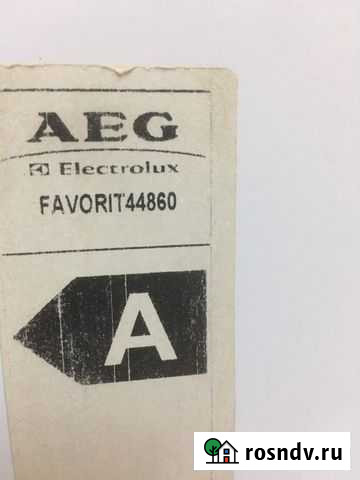 AEG
Electrolux
FAVORIT44860
A
rosndv.ru